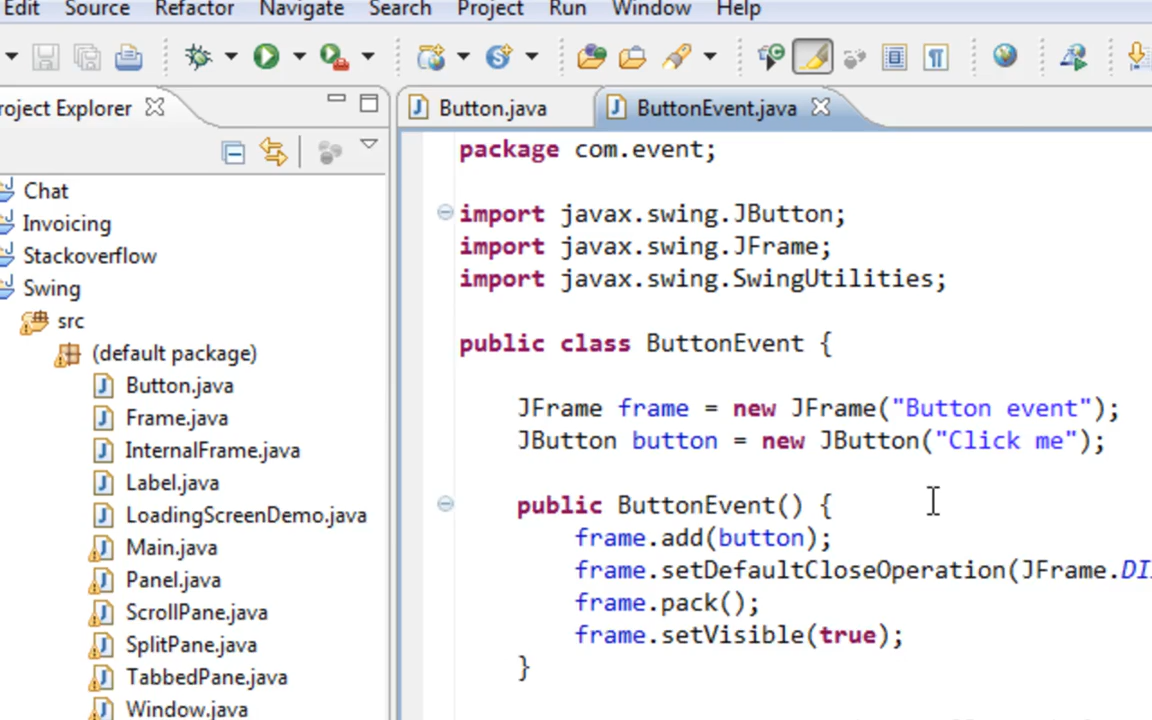 Edit Source Refactor Navigate Search Project Run Window Help
roject Explorer
Button.java
ButtonEvent.java
Chat
Invoicing
Stackoverflow
Swing
src
(default package)
Button.java
Frame.java
InternalFrame.java
Label.java
LoadingScreenDemo.java
Main.java
Panel.java
ScrollPane.java
SplitPane.java
TabbedPane.java
Window.java
package com.event;
import javax.swing.JButton;
import javax.swing.JFrame;
import javax.swing.SwingUtilities;
public class ButtonEvent {
JFrame frame = new JFrame("Button event");
JButton button = new JButton("Click me");
public ButtonEvent() {
frame.add(button);
frame.setDefaultCloseOperation(JFrame.DI
frame.pack();
frame.setVisible(true);
}